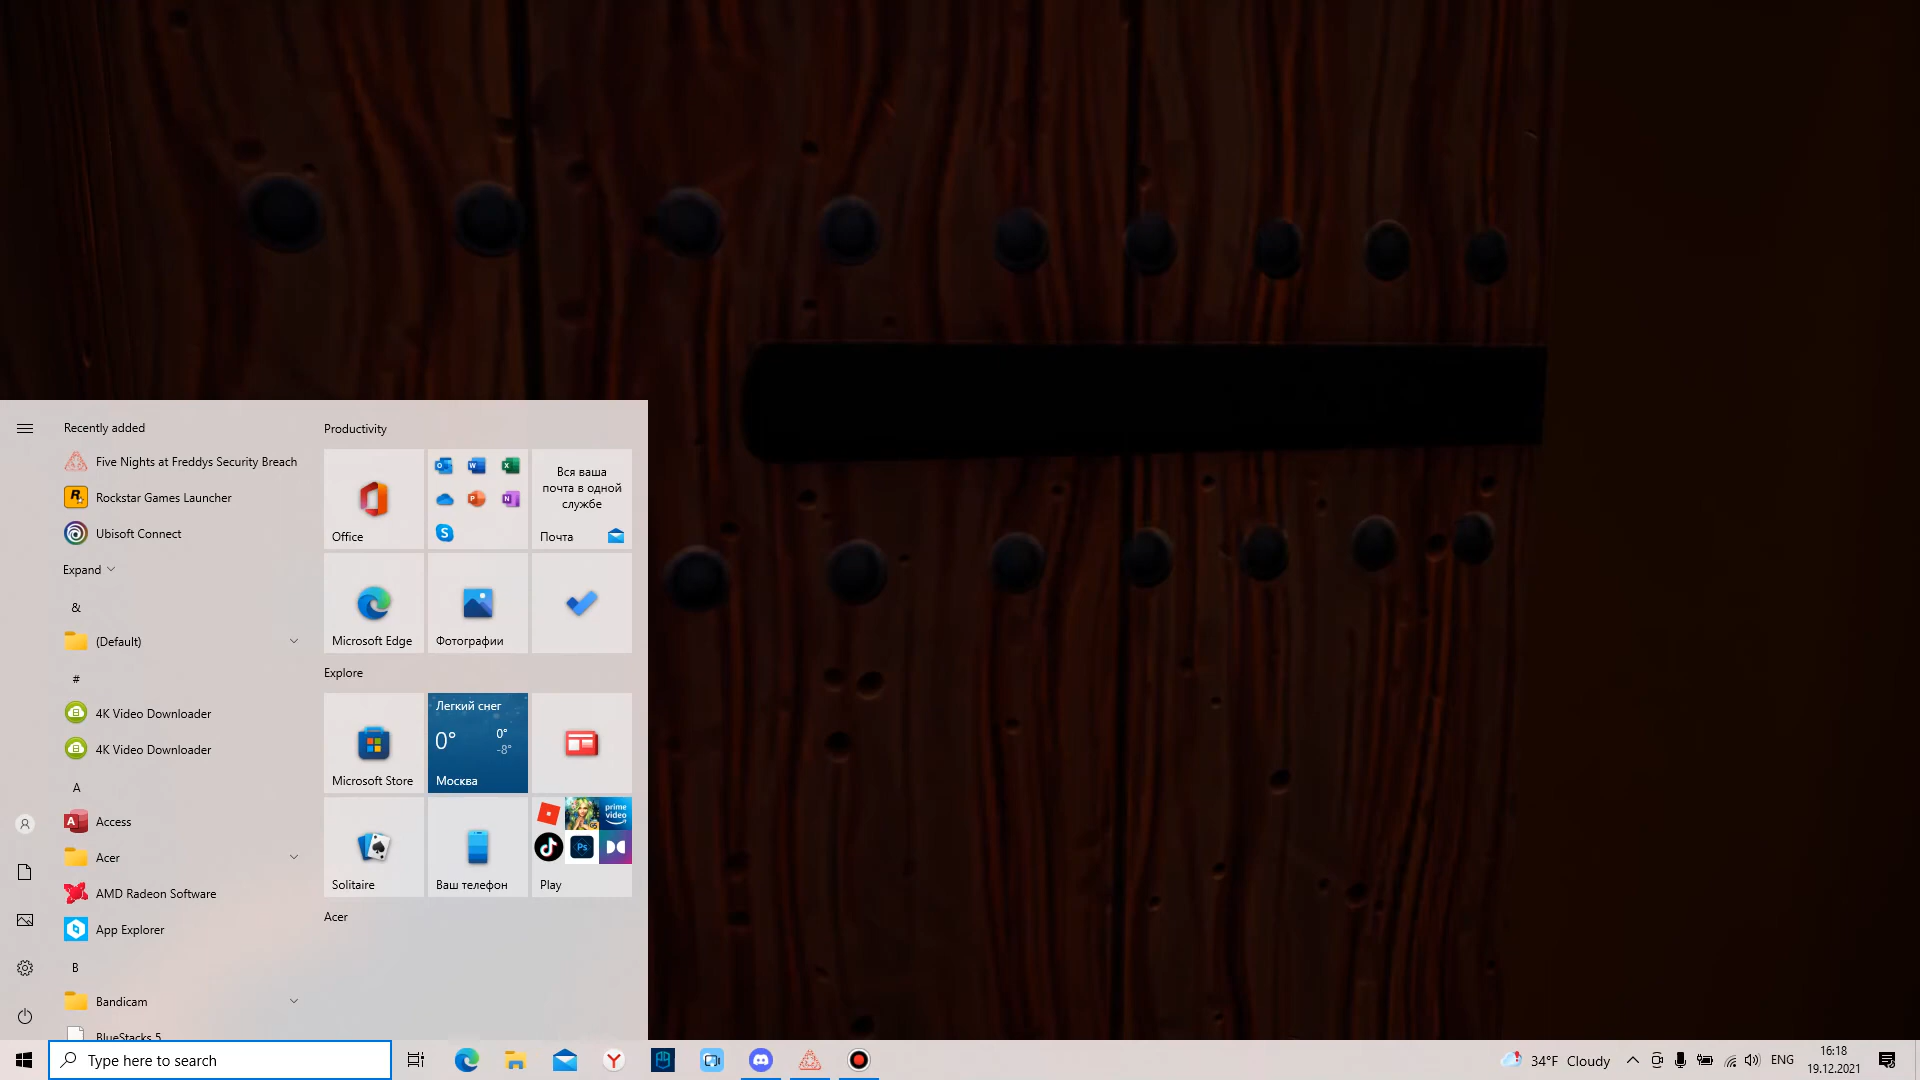 Recently added
Five Nights at Freddys Security Breach
Rockstar Games Launcher
Ubisoft Connect
Expand
&
(Default)
#
4K Video Downloader
4K Video Downloader
A
Access
Acer
AMD Radeon Software
App Explorer
B
Bandicam
BlueStacks 5
Productivity
Office
Вся ваша
почта в одной
службе
Почта
Microsoft Edge
Фотографии
Explore
Microsoft Store
Легкий снег
0°
0°
-8°
Москва
Solitaire
Ваш телефон
prime
video
Ps
Play
Acer
Type here to search
34°F Cloudy
ENG
16:18
19.12.2021